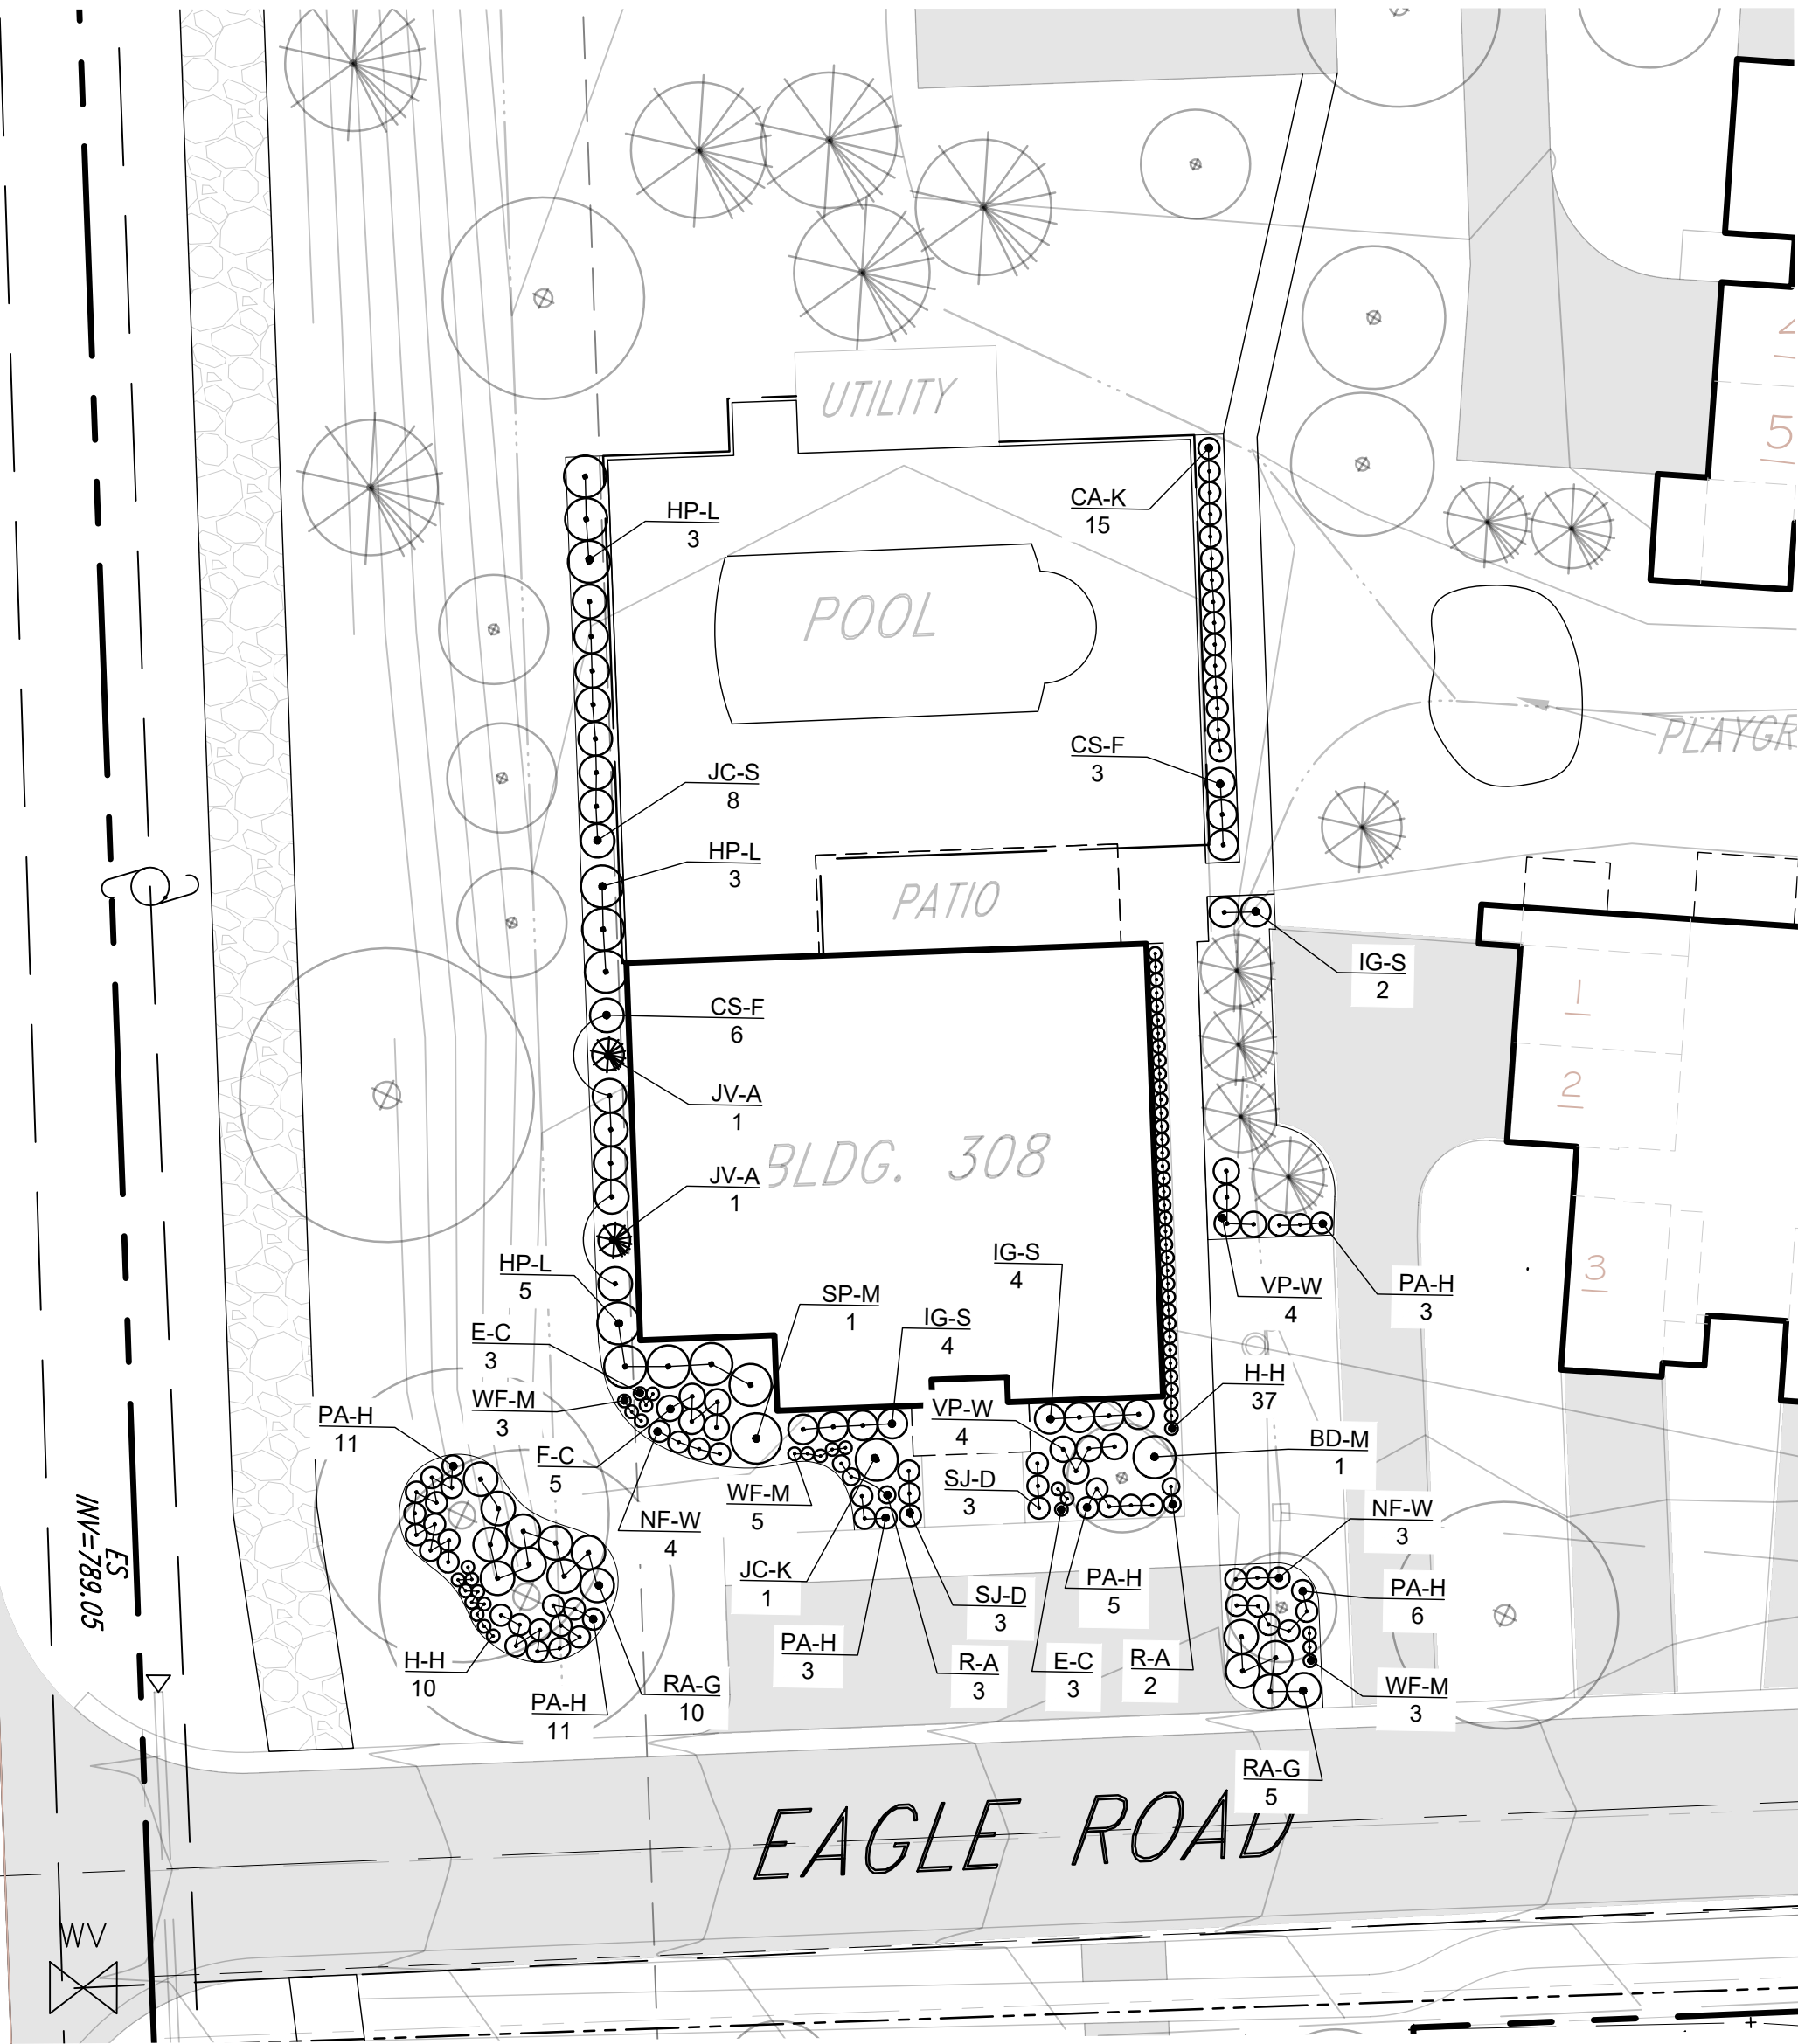 UTILITY
HP-L
3
CA-K
15
2
5
POOL
CS-F
3
PLAYGR
JC-S
8
HP-L
3
PATIO
IG-S
2
CS-F
6
1
JV-A
1
2
BLDG. 308
JV-A
1
IG-S
4
HP-L
5
SP-M
1
VP-W
4
PA-H
3
3
E-C
3
IG-S
4
WF-M
3
VP-W
4
H-H
37
PA-H
11
F-C
5
BD-M
1
WF-M
5
SJ-D
3
NF-W
4
NF-W
3
ES
INV=789.05
JC-K
1
SJ-D
3
PA-H
5
PA-H
6
PA-H
3
R-A
3
E-C
3
R-A
2
H-H
10
RA-G
10
WF-M
3
PA-H
11
RA-G
5
EAGLE ROAD
WV